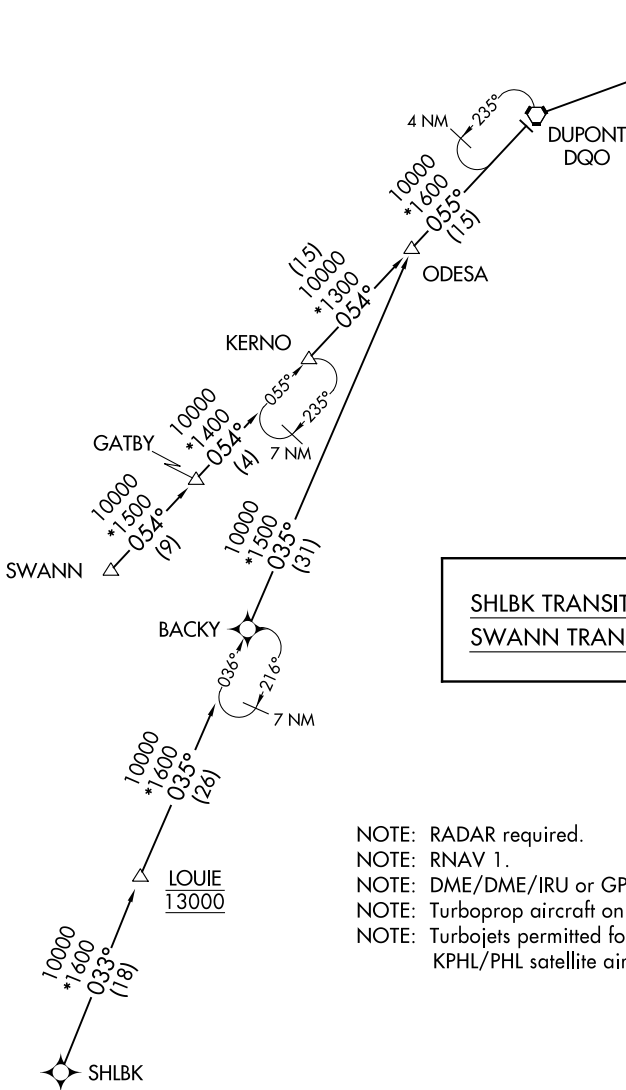 4 NM
235°
DUPONT
DQO
10000
*1600
055°
(15)
ODESA
(15)
10000
*1300
054°
KERNO
055°
235°
7 NM
10000
*1400
054°
(4)
GATBY
10000
*1500
054°
(9)
SWANN
10000
*1500
035°
(31)
SHLBK TRANSIT
SWANN TRAN
BACKY
036°
216°
7 NM
10000
*1600
035°
(26)
NOTE: RADAR required.
NOTE: RNAV 1.
NOTE: DME/DME/IRU or GP
NOTE: Turboprop aircraft on
NOTE: Turbojets permitted fo
KPHL/PHL satellite air
LOUIE
13000
10000
*1600
033°
(18)
SHLBK